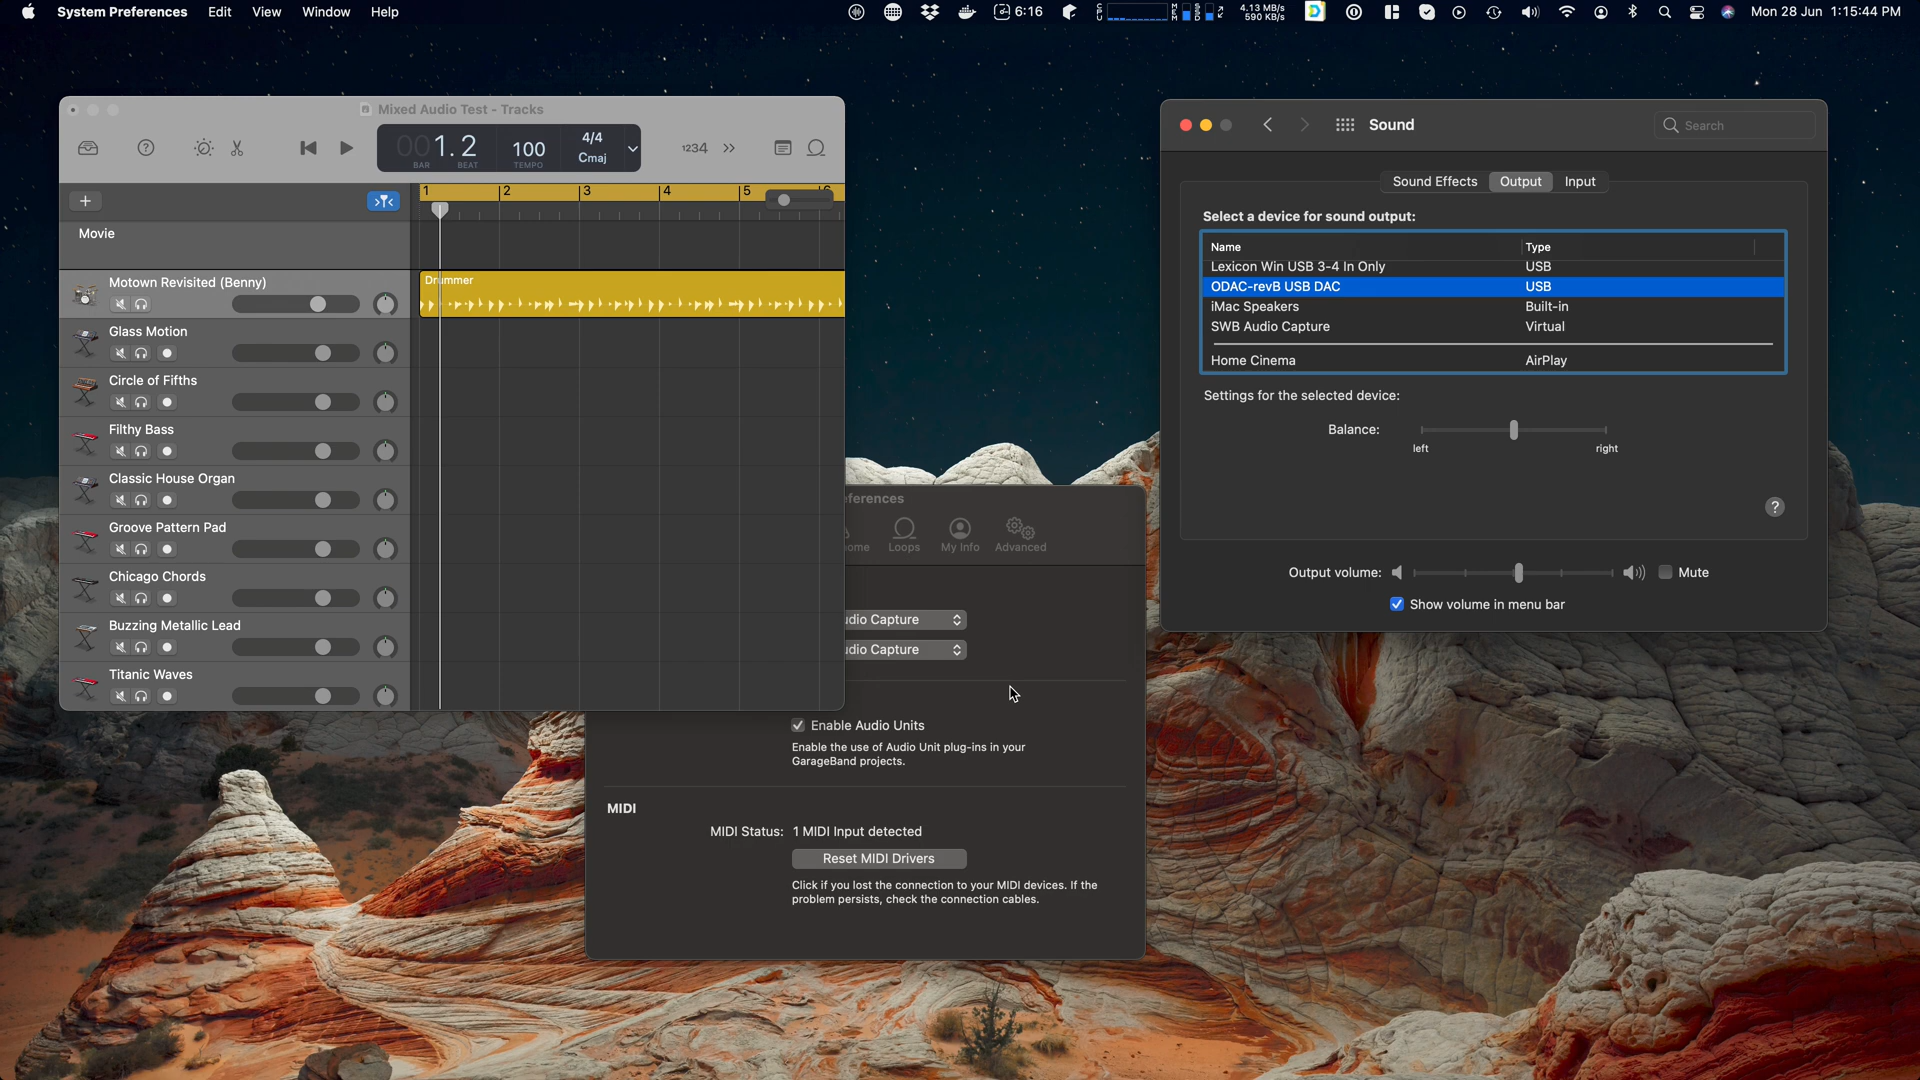 System Preferences Edit View Window Help
6:16
CPU MEM SSD
4.13 MB/s
590 KB/s
Mon 28 Jun 1:15:44 PM
Mixed Audio Test - Tracks
001.2
BAR BEAT
100
TEMPO
4/4
Cmaj
1234
1 2 3 4 5 6
Movie
Motown Revisited (Benny)
Drummer
Glass Motion
Circle of Fifths
Filthy Bass
Classic House Organ
Groove Pattern Pad
Chicago Chords
Buzzing Metallic Lead
Titanic Waves
eferences
ome Loops My Info Advanced
udio Capture
udio Capture
Enable Audio Units
Enable the use of Audio Unit plug-ins in your
GarageBand projects.
MIDI
MIDI Status: 1 MIDI Input detected
Reset MIDI Drivers
Click if you lost the connection to your MIDI devices. If the
problem persists, check the connection cables.
Sound
Search
Sound Effects Output Input
Select a device for sound output:
Name Type
Lexicon Win USB 3-4 In Only USB
ODAC-revB USB DAC USB
iMac Speakers Built-in
SWB Audio Capture Virtual
Home Cinema AirPlay
Settings for the selected device:
Balance:
left right
?
Output volume: Mute
Show volume in menu bar